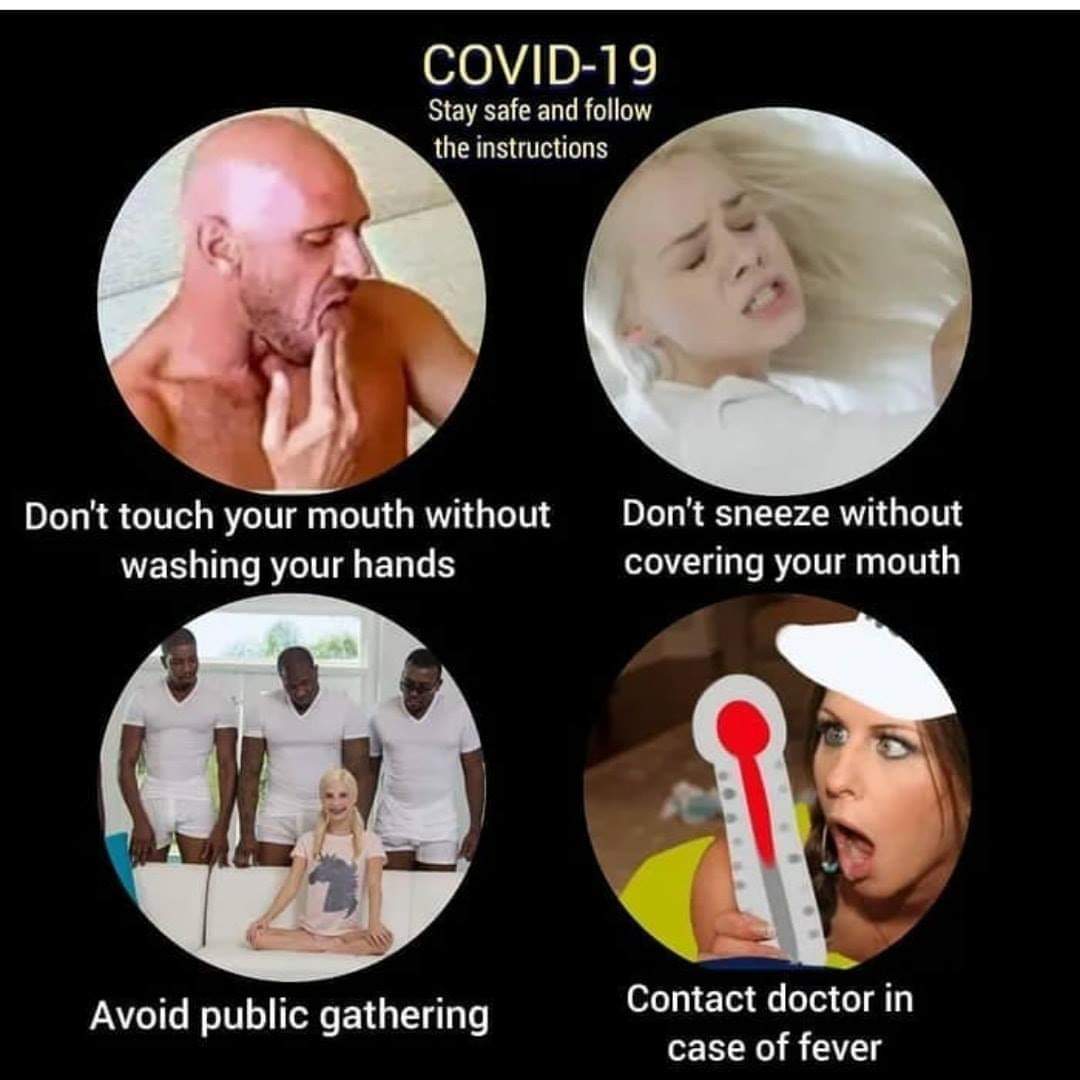 COVID-19
Stay safe and follow
the instructions
Don't touch your mouth without
washing your hands
Don't sneeze without
covering your mouth
Avoid public gathering
Contact doctor in
case of fever